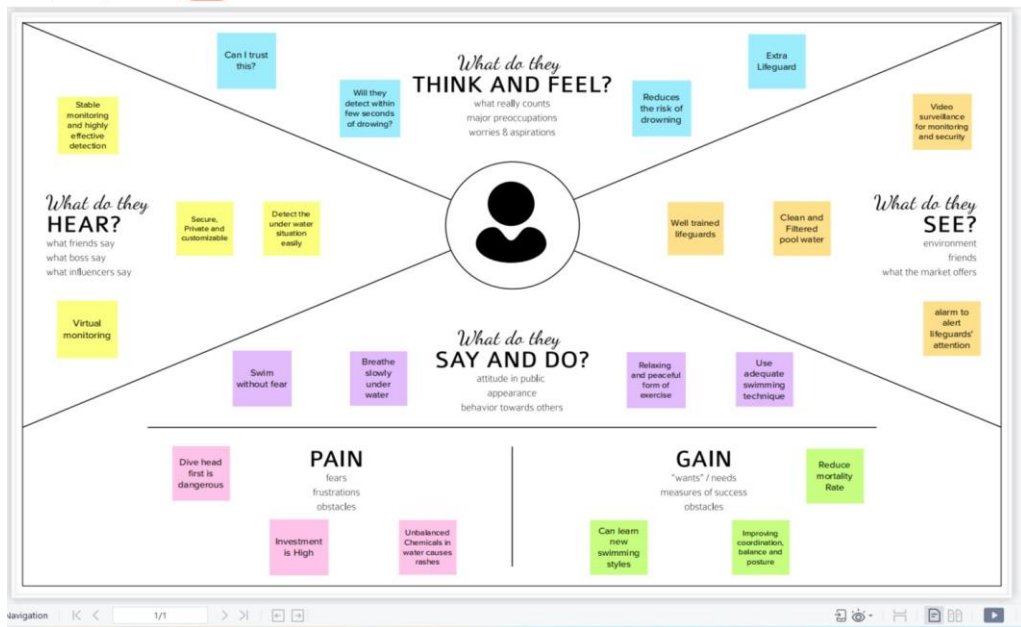 Can I trust
this?
Extra
Lifeguard
What do they
THINK AND FEEL?
what really counts
major preoccupations
worries & aspirations
Will they
detect within
few seconds
of drowing?
Reduces
the risk of
drowning
Stable
monitoring
and highly
effective
detection
Video
surveillance
for monitoring
and security
What do they
HEAR?
what friends say
what boss say
what influencers say
Secure,
Private and
customizable
Detect the
under water
situation
easily
Well trained
lifeguards
Clean and
Filtered
pool water
What do they
SEE?
environment
friends
what the market offers
Virtual
monitoring
alarm to
alert
lifeguards'
attention
What do they
SAY AND DO?
attitude in public
appearance
behavior towards others
Swim
without fear
Breathe
slowly
under
water
Relaxing
and peaceful
form of
exercise
Use
adequate
swimming
technique
PAIN
fears
frustrations
obstacles
Dive head
first is
dangerous
Investment
is High
Unbalanced
Chemicals in
water causes
rashes
GAIN
"wants" / needs
measures of success
obstacles
Reduce
mortality
Rate
Can learn
new
swimming
styles
Improving
coordination,
balance and
posture
Navigation
1/1